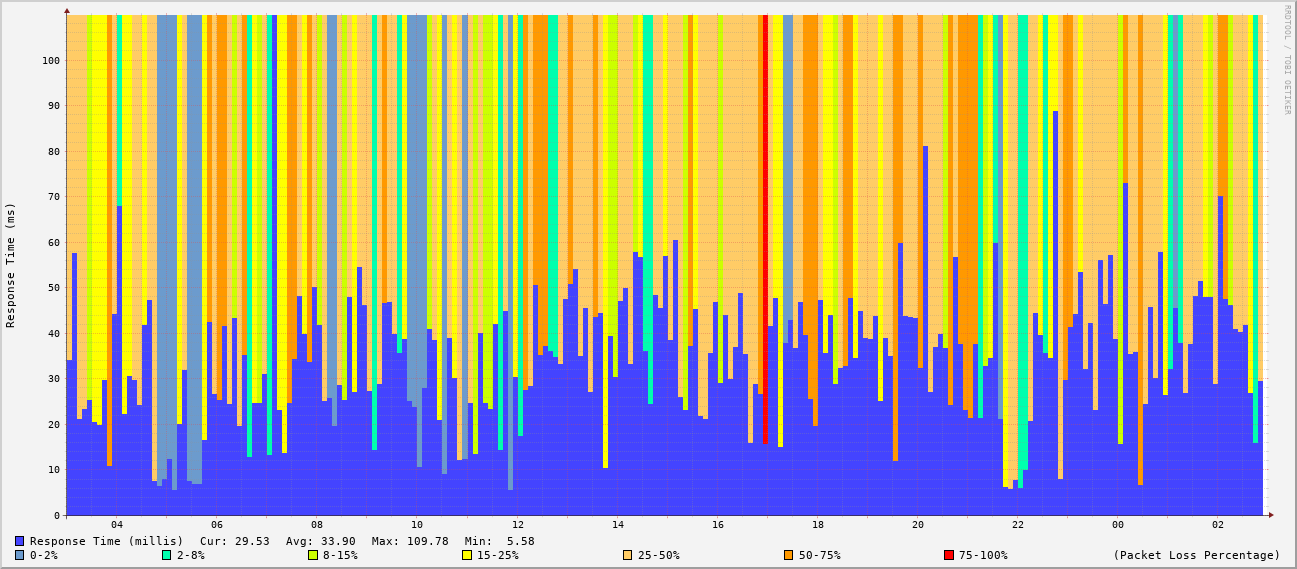 RRDTOOL / TOBI OETIKER
Response Time (ms)
100
90
80
70
60
50
40
30
20
10
0
04 06 08 10 12 14 16 18 20 22 00 02
Response Time (millis) Cur: 29.53 Avg: 33.90 Max: 109.78 Min: 5.58
0-2% 2-8% 8-15% 15-25% 25-50% 50-75% 75-100% (Packet Loss Percentage)